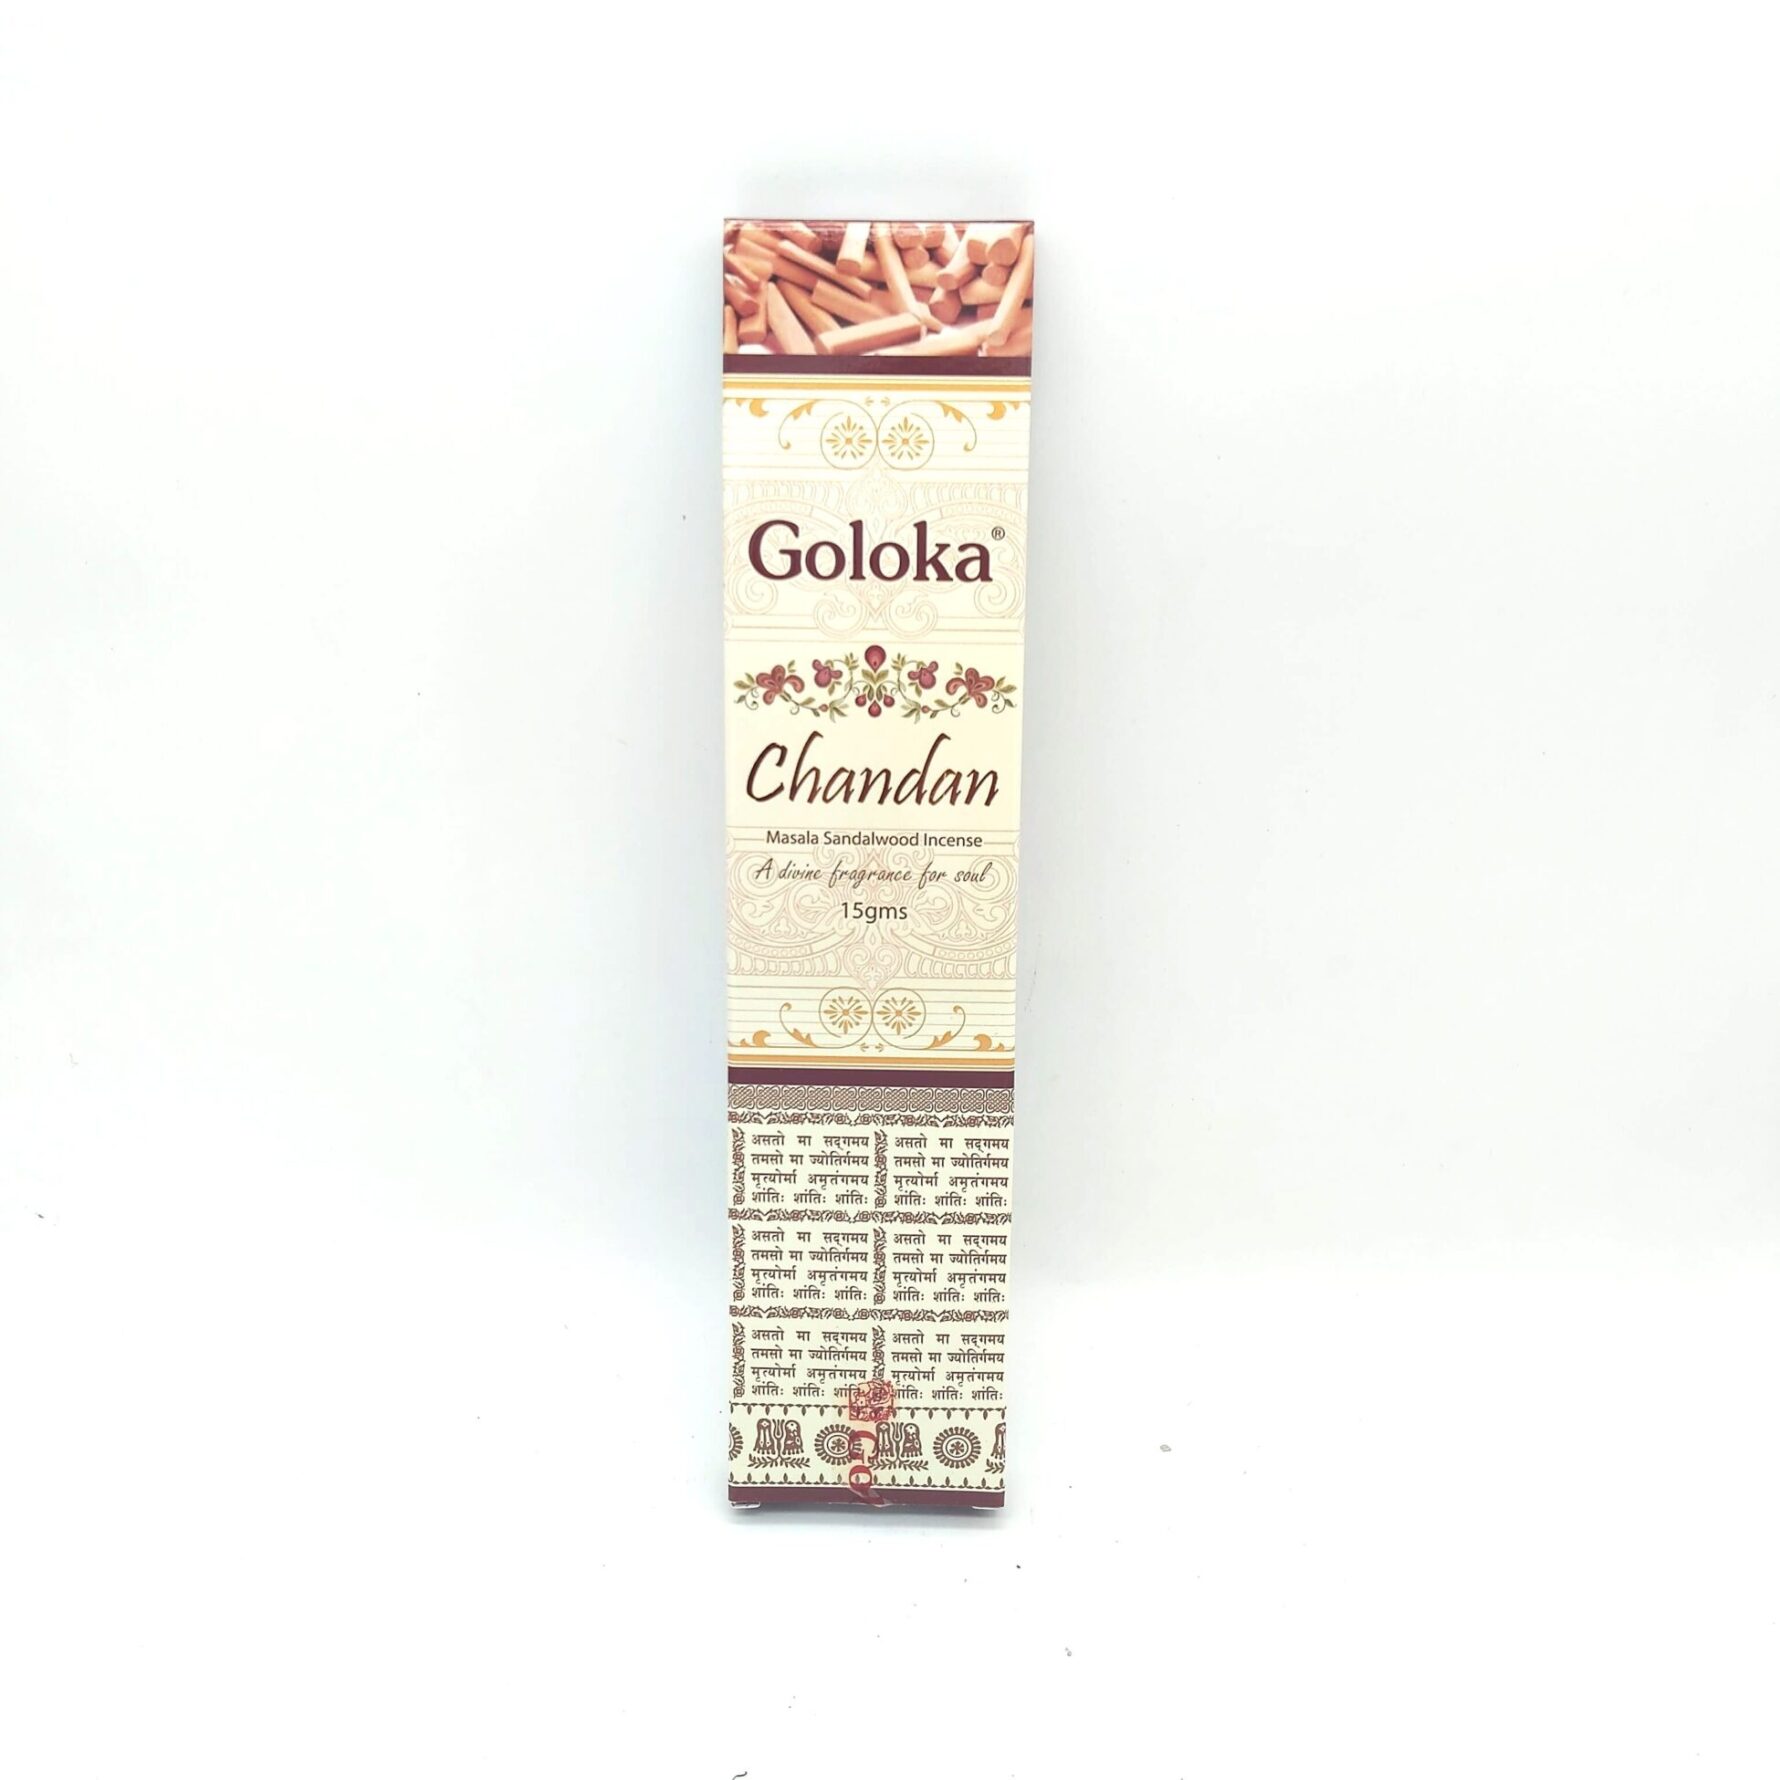 Goloka®
Chandan
Masala Sandalwood Incense
A divine fragrance for soul
15gms
असतो मा सद्गमय असतो मा सद्गमय
तमसो मा ज्योतिर्गमय तमसो मा ज्योतिर्गमय
मृत्योर्मा अमृतंगमय मृत्योर्मा अमृतंगमय
शांतिः शांतिः शांतिः शांतिः शांतिः शांतिः
असतो मा सद्गमय असतो मा सद्गमय
तमसो मा ज्योतिर्गमय तमसो मा ज्योतिर्गमय
मृत्योर्मा अमृतंगमय मृत्योर्मा अमृतंगमय
शांतिः शांतिः शांतिः शांतिः शांतिः शांतिः
असतो मा सद्गमय असतो मा सद्गमय
तमसो मा ज्योतिर्गमय तमसो मा ज्योतिर्गमय
मृत्योर्मा अमृतंगमय मृत्योर्मा अमृतंगमय
शांतिः शांतिः शांतिः शांतिः
Go